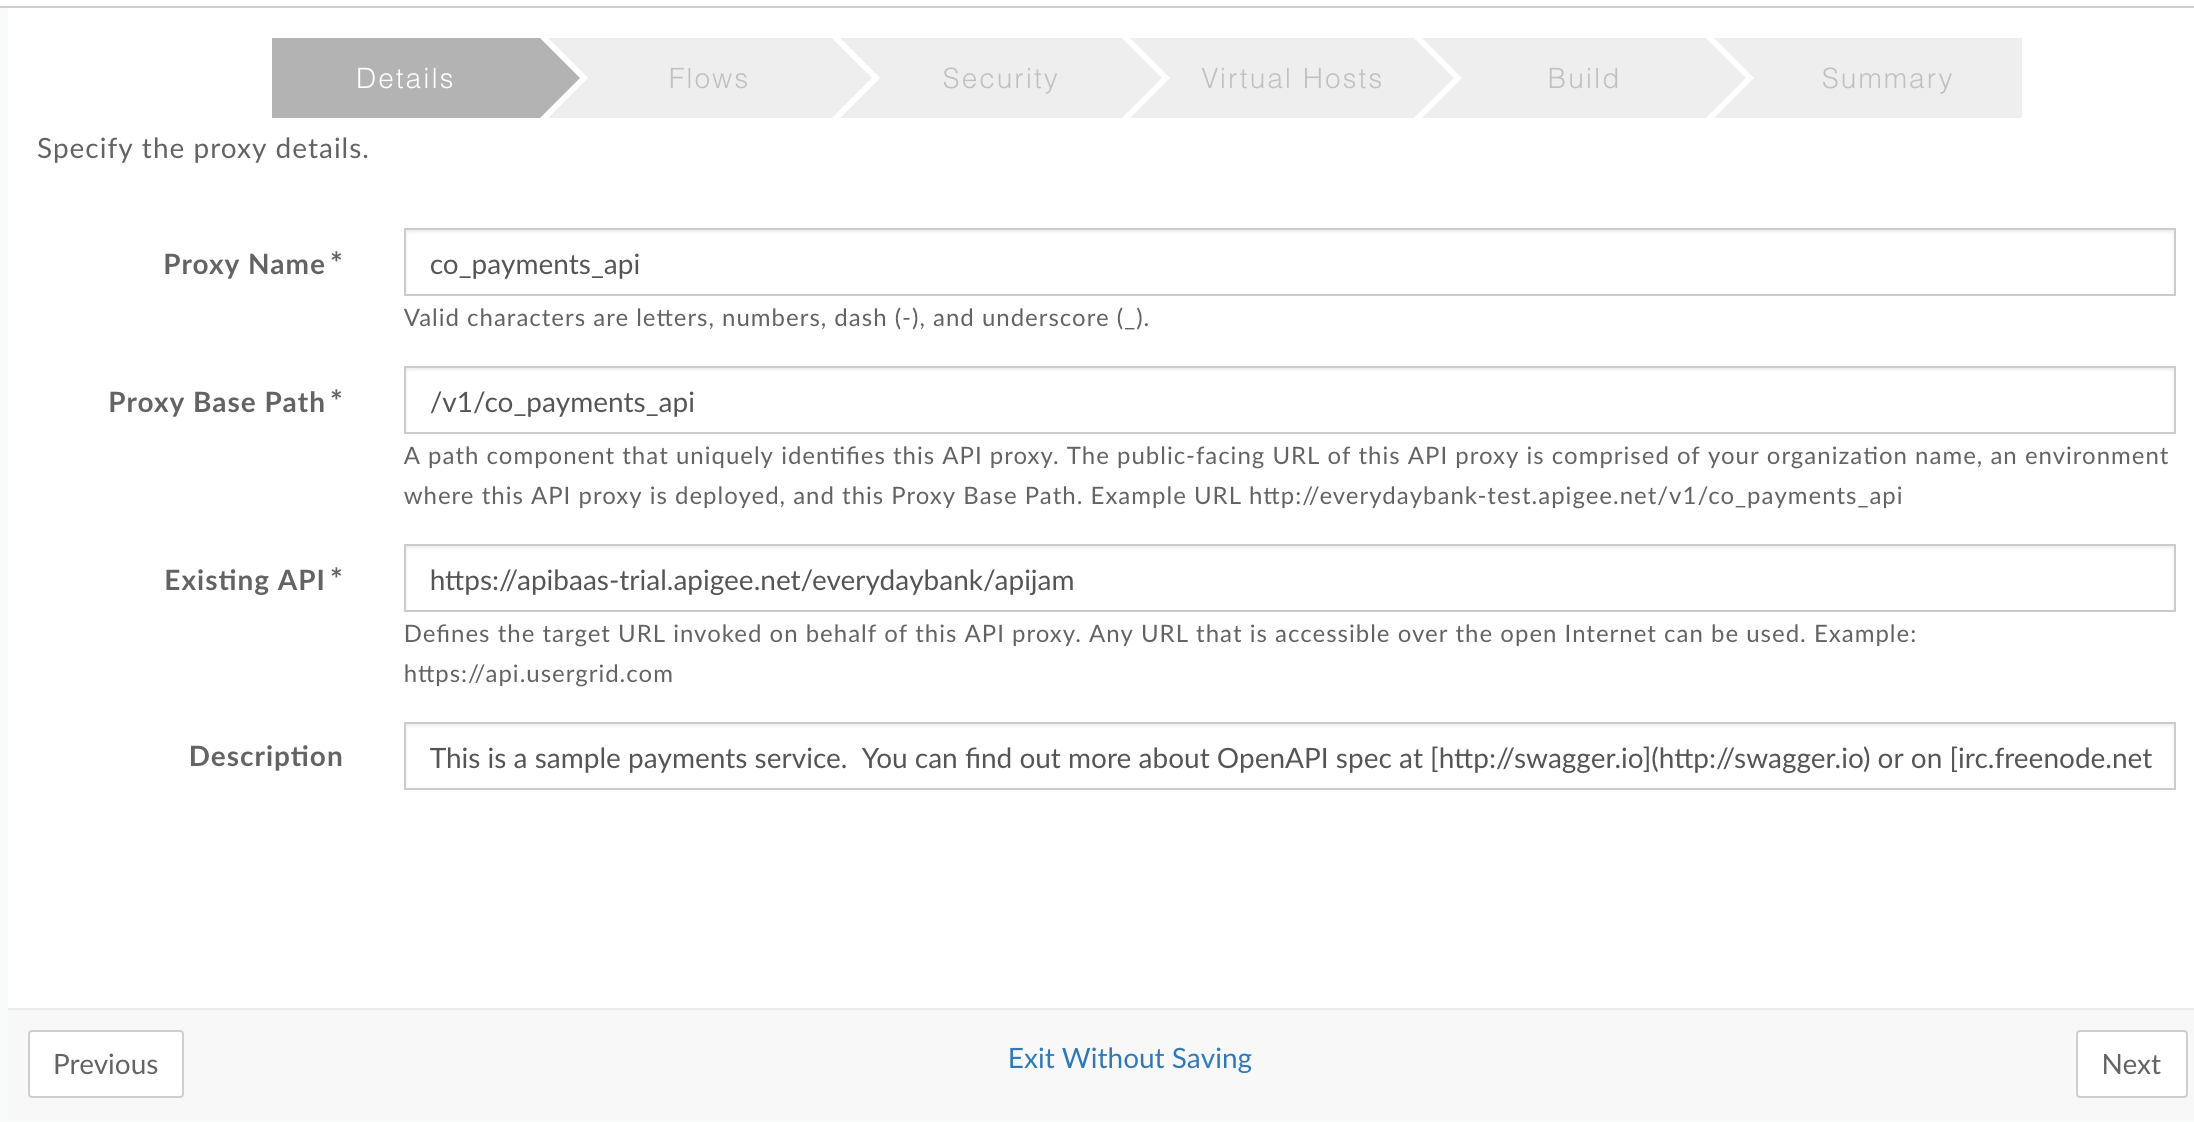 Details
Flows
Security
Virtual Hosts
Build
Summary
Specify the proxy details.
Proxy Name*
co_payments_api
Valid characters are letters, numbers, dash (-), and underscore (_).
Proxy Base Path*
/v1/co_payments_api
A path component that uniquely identifies this API proxy. The public-facing URL of this API proxy is comprised of your organization name, an environment
where this API proxy is deployed, and this Proxy Base Path. Example URL http://everydaybank-test.apigee.net/v1/co_payments_api
Existing API*
https://apibaas-trial.apigee.net/everydaybank/apijam
Defines the target URL invoked on behalf of this API proxy. Any URL that is accessible over the open Internet can be used. Example:
https://api.usergrid.com
Description
This is a sample payments service.  You can find out more about OpenAPI spec at [http://swagger.io](http://swagger.io) or on [irc.freenode.net
Previous
Exit Without Saving
Next